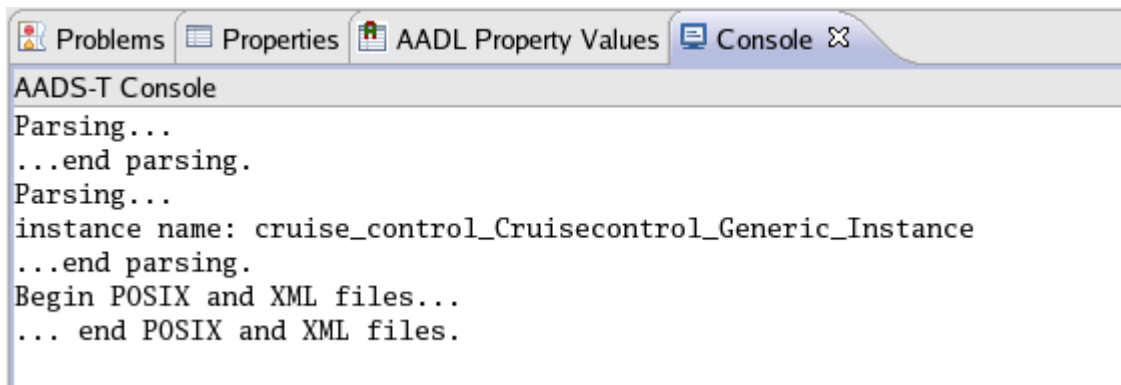 Problems Properties AADL Property Values Console
AADS-T Console
Parsing...
...end parsing.
Parsing...
instance name: cruise_control_Cruisecontrol_Generic_Instance
...end parsing.
Begin POSIX and XML files...
... end POSIX and XML files.